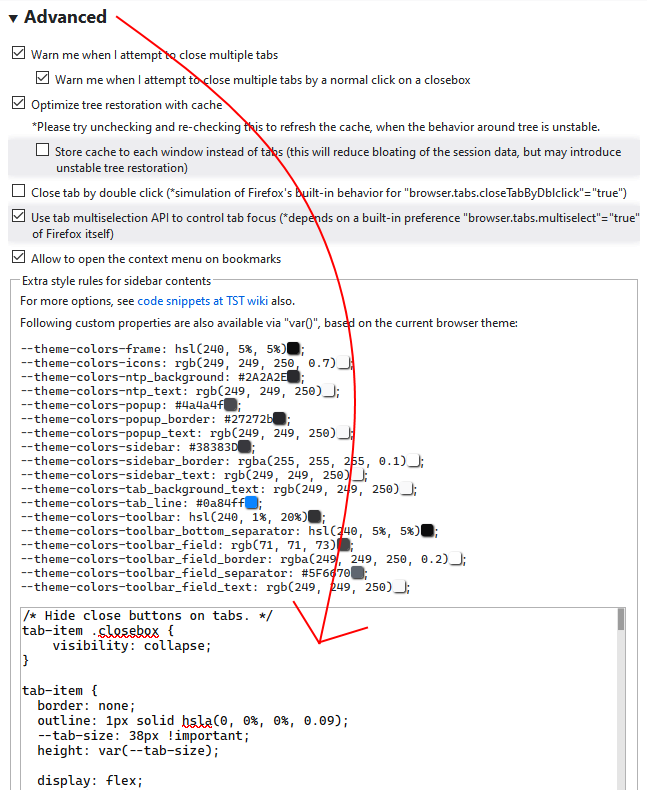 Advanced
Warn me when I attempt to close multiple tabs
Warn me when I attempt to close multiple tabs by a normal click on a closebox
Optimize tree restoration with cache
*Please try unchecking and re-checking this to refresh the cache, when the behavior around tree is unstable.
Store cache to each window instead of tabs (this will reduce bloating of the session data, but may introduce
unstable tree restoration)
Close tab by double click (*simulation of Firefox's built-in behavior for "browser.tabs.closeTabByDblclick"="true")
Use tab multiselection API to control tab focus (*depends on a built-in preference "browser.tabs.multiselect"="true"
of Firefox itself)
Allow to open the context menu on bookmarks
Extra style rules for sidebar contents
For more options, see code snippets at TST wiki also.
Following custom properties are also available via "var()", based on the current browser theme:
--theme-colors-frame: hsl(240, 5%, 5%);
--theme-colors-icons: rgb(249, 249, 250, 0.7);
--theme-colors-ntp_background: #2A2A2E;
--theme-colors-ntp_text: rgb(249, 249, 250);
--theme-colors-popup: #4a4a4f;
--theme-colors-popup_border: #27272b;
--theme-colors-popup_text: rgb(249, 249, 250);
--theme-colors-sidebar: #38383D;
--theme-colors-sidebar_border: rgba(255, 255, 255, 0.1);
--theme-colors-sidebar_text: rgb(249, 249, 250);
--theme-colors-tab_background_text: rgb(249, 249, 250);
--theme-colors-tab_line: #0a84ff;
--theme-colors-toolbar: hsl(240, 1%, 20%);
--theme-colors-toolbar_bottom_separator: hsl(240, 5%, 5%);
--theme-colors-toolbar_field: rgb(71, 71, 73);
--theme-colors-toolbar_field_border: rgba(249, 249, 250, 0.2);
--theme-colors-toolbar_field_separator: #5F6670;
--theme-colors-toolbar_field_text: rgb(249, 249, 250);
/* Hide close buttons on tabs. */
tab-item .closebox {
visibility: collapse;
}
tab-item {
border: none;
outline: 1px solid hsla(0, 0%, 0%, 0.09);
--tab-size: 38px !important;
height: var(--tab-size);
display: flex;